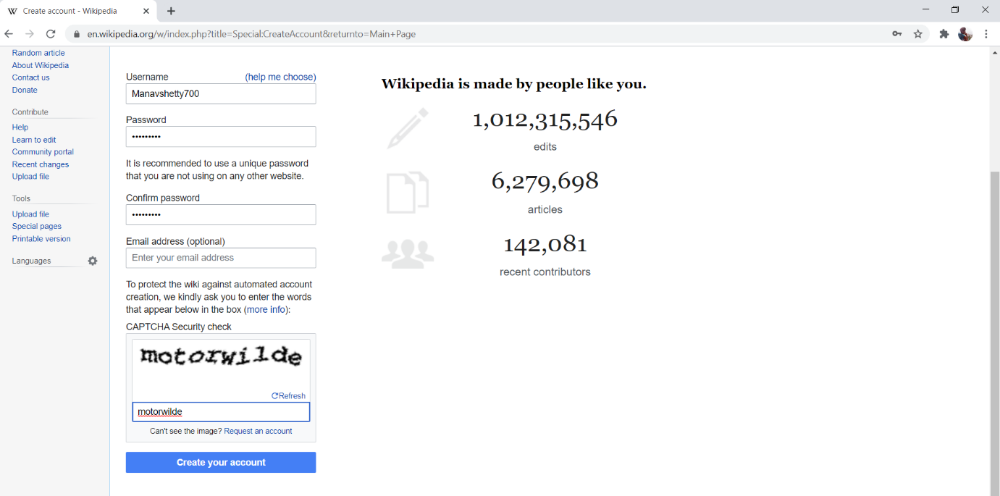 Create account - Wikipedia
en.wikipedia.org/w/index.php?title=Special:CreateAccount&returnto=Main+Page
Random article
About Wikipedia
Contact us
Donate
Contribute
Help
Learn to edit
Community portal
Recent changes
Upload file
Tools
Upload file
Special pages
Printable version
Languages
Username (help me choose)
Manavshetty700
Password
•••••••••
It is recommended to use a unique password
that you are not using on any other website.
Confirm password
•••••••••
Email address (optional)
Enter your email address
To protect the wiki against automated account
creation, we kindly ask you to enter the words
that appear below in the box (more info):
CAPTCHA Security check
motorwilde
Refresh
motorwilde
Can't see the image? Request an account
Create your account
Wikipedia is made by people like you.
1,012,315,546
edits
6,279,698
articles
142,081
recent contributors